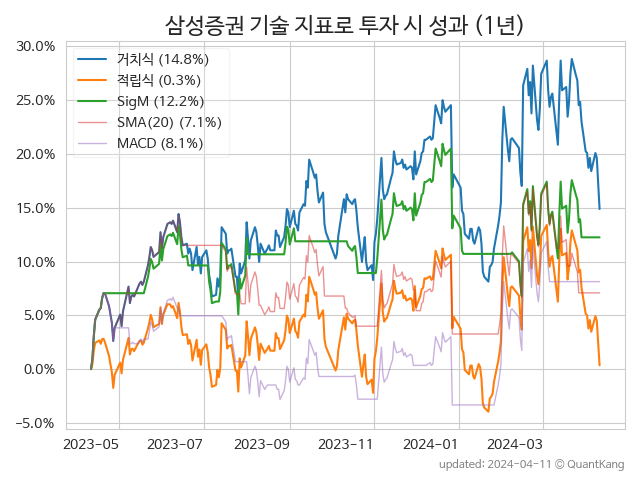 삼성증권 기술 지표로 투자 시 성과 (1년)
거치식 (14.8%)
적립식 (0.3%)
SigM (12.2%)
SMA(20) (7.1%)
MACD (8.1%)
30.0%
25.0%
20.0%
15.0%
10.0%
5.0%
0.0%
−5.0%
2023-05 2023-07 2023-09 2023-11 2024-01 2024-03
updated: 2024-04-11 © QuantKang